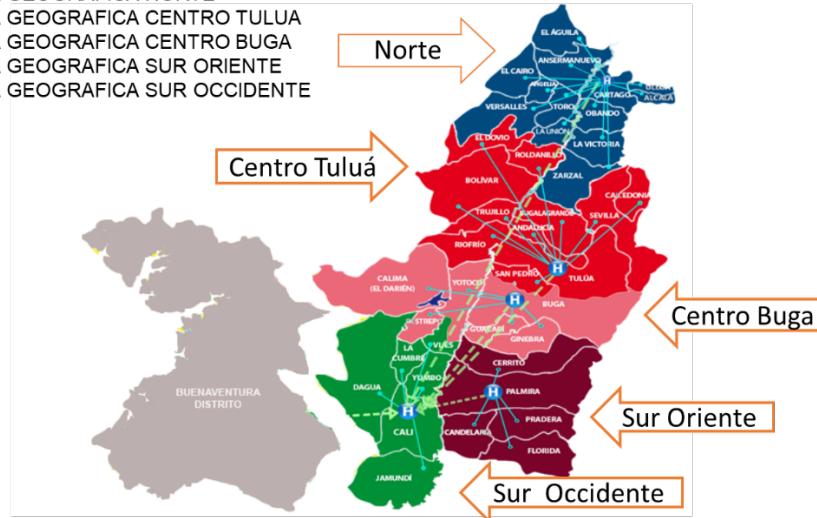 GEOGRAFICA CENTRO TULUA
GEOGRAFICA CENTRO BUGA
GEOGRAFICA SUR ORIENTE
GEOGRAFICA SUR OCCIDENTE
Norte
EL ÁGUILA
ANSERMANUEVO
EL CAIRO
H
ARGELIA
CARTAGO
ALCALÁ
VERSALLES
TORO
OBANDO
LA UNIÓN
LA VICTORIA
EL DOVIO
ROLDANILLO
ZARZAL
Centro Tuluá
BOLÍVAR
CAICEDONIA
TRUJILLO
BUGALAGRANDE
SEVILLA
ANDALUCÍA
RIOFRÍO
H
TULÚA
SAN PEDRO
CALIMA
(EL DARIÉN)
YOTOCO
H
BUGA
Centro Buga
GUACARÍ
GINEBRA
LA
CUMBRE
VIJES
CERRITO
YUMBO
DAGUA
H
PALMIRA
BUENAVENTURA
DISTRITO
H
PRADERA
Sur Oriente
CALI
CANDELARIA
FLORIDA
JAMUNDÍ
Sur Occidente